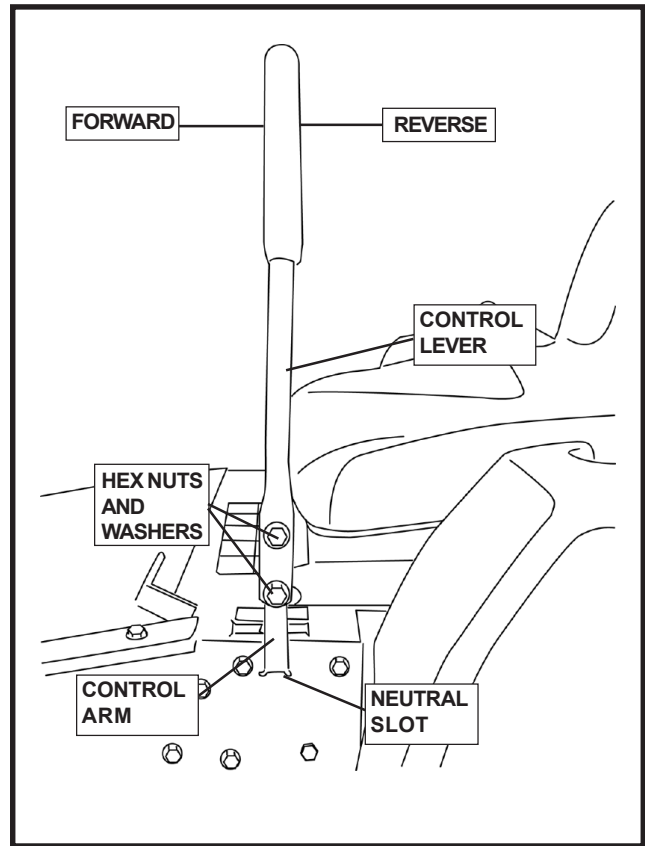 FORWARD
REVERSE
CONTROL
LEVER
HEX NUTS
AND
WASHERS
CONTROL
ARM
NEUTRAL
SLOT